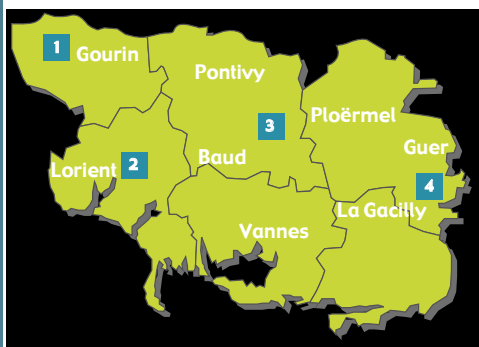 1
Gourin
Pontivy
Ploërmel
3
Guer
Baud
Lorient
2
4
La Gacilly
Vannes